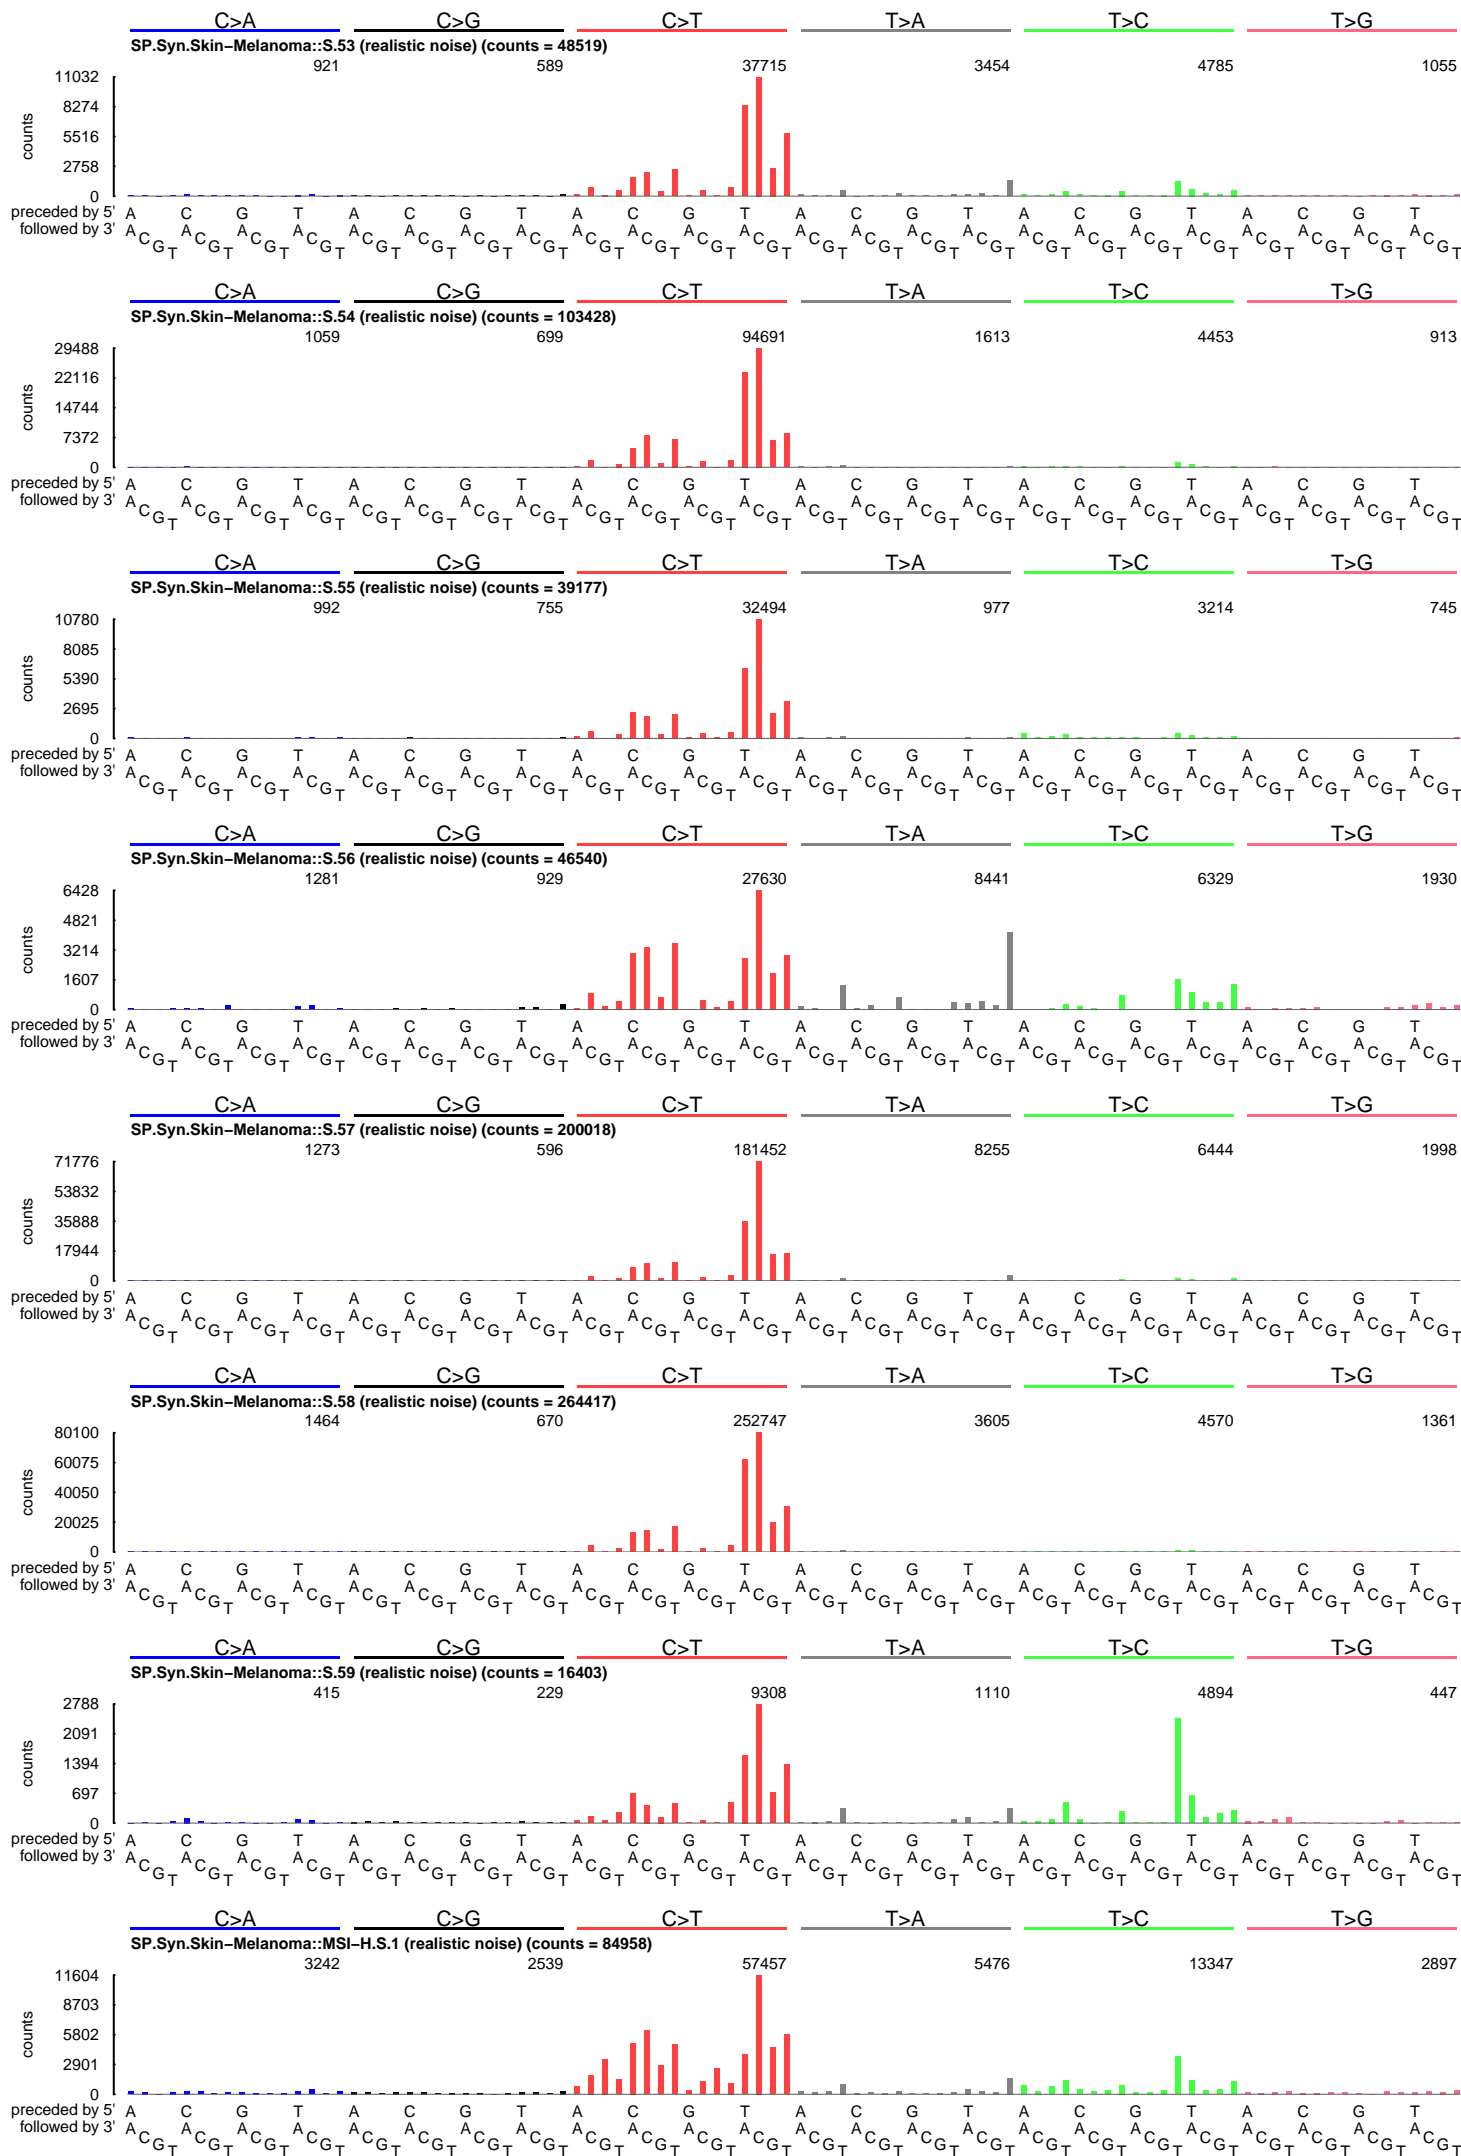 C>A C>G C>T T>A T>C T>G
SP.Syn.Skin−Melanoma::S.53 (realistic noise) (counts = 48519)
921 589 37715 3454 4785 1055
11032
8274
5516
2758
0
counts
preceded by 5' A C G T A C G T A C G T A C G T A C G T A C G T
followed by 3' A C G T A C G T A C G T A C G T A C G T A C G T A C G T A C G T A C G T A C G T A C G T A C G T A C G T A C G T A C G T A C G T A C G T A C G T A C G T A C G T A C G T A C G T A C G T A C G T
C>A C>G C>T T>A T>C T>G
SP.Syn.Skin−Melanoma::S.54 (realistic noise) (counts = 103428)
1059 699 94691 1613 4453 913
29488
22116
14744
7372
0
counts
preceded by 5' A C G T A C G T A C G T A C G T A C G T A C G T
followed by 3' A C G T A C G T A C G T A C G T A C G T A C G T A C G T A C G T A C G T A C G T A C G T A C G T A C G T A C G T A C G T A C G T A C G T A C G T A C G T A C G T A C G T A C G T A C G T A C G T
C>A C>G C>T T>A T>C T>G
SP.Syn.Skin−Melanoma::S.55 (realistic noise) (counts = 39177)
992 755 32494 977 3214 745
10780
8085
5390
2695
0
counts
preceded by 5' A C G T A C G T A C G T A C G T A C G T A C G T
followed by 3' A C G T A C G T A C G T A C G T A C G T A C G T A C G T A C G T A C G T A C G T A C G T A C G T A C G T A C G T A C G T A C G T A C G T A C G T A C G T A C G T A C G T A C G T A C G T A C G T
C>A C>G C>T T>A T>C T>G
SP.Syn.Skin−Melanoma::S.56 (realistic noise) (counts = 46540)
1281 929 27630 8441 6329 1930
6428
4821
3214
1607
0
counts
preceded by 5' A C G T A C G T A C G T A C G T A C G T A C G T
followed by 3' A C G T A C G T A C G T A C G T A C G T A C G T A C G T A C G T A C G T A C G T A C G T A C G T A C G T A C G T A C G T A C G T A C G T A C G T A C G T A C G T A C G T A C G T A C G T A C G T
C>A C>G C>T T>A T>C T>G
SP.Syn.Skin−Melanoma::S.57 (realistic noise) (counts = 200018)
1273 596 181452 8255 6444 1998
71776
53832
35888
17944
0
counts
preceded by 5' A C G T A C G T A C G T A C G T A C G T A C G T
followed by 3' A C G T A C G T A C G T A C G T A C G T A C G T A C G T A C G T A C G T A C G T A C G T A C G T A C G T A C G T A C G T A C G T A C G T A C G T A C G T A C G T A C G T A C G T A C G T A C G T
C>A C>G C>T T>A T>C T>G
SP.Syn.Skin−Melanoma::S.58 (realistic noise) (counts = 264417)
1464 670 252747 3605 4570 1361
80100
60075
40050
20025
0
counts
preceded by 5' A C G T A C G T A C G T A C G T A C G T A C G T
followed by 3' A C G T A C G T A C G T A C G T A C G T A C G T A C G T A C G T A C G T A C G T A C G T A C G T A C G T A C G T A C G T A C G T A C G T A C G T A C G T A C G T A C G T A C G T A C G T A C G T
C>A C>G C>T T>A T>C T>G
SP.Syn.Skin−Melanoma::S.59 (realistic noise) (counts = 16403)
415 229 9308 1110 4894 447
2788
2091
1394
697
0
counts
preceded by 5' A C G T A C G T A C G T A C G T A C G T A C G T
followed by 3' A C G T A C G T A C G T A C G T A C G T A C G T A C G T A C G T A C G T A C G T A C G T A C G T A C G T A C G T A C G T A C G T A C G T A C G T A C G T A C G T A C G T A C G T A C G T A C G T
C>A C>G C>T T>A T>C T>G
SP.Syn.Skin−Melanoma::MSI−H.S.1 (realistic noise) (counts = 84958)
3242 2539 57457 5476 13347 2897
11604
8703
5802
2901
0
counts
preceded by 5' A C G T A C G T A C G T A C G T A C G T A C G T
followed by 3' A C G T A C G T A C G T A C G T A C G T A C G T A C G T A C G T A C G T A C G T A C G T A C G T A C G T A C G T A C G T A C G T A C G T A C G T A C G T A C G T A C G T A C G T A C G T A C G T